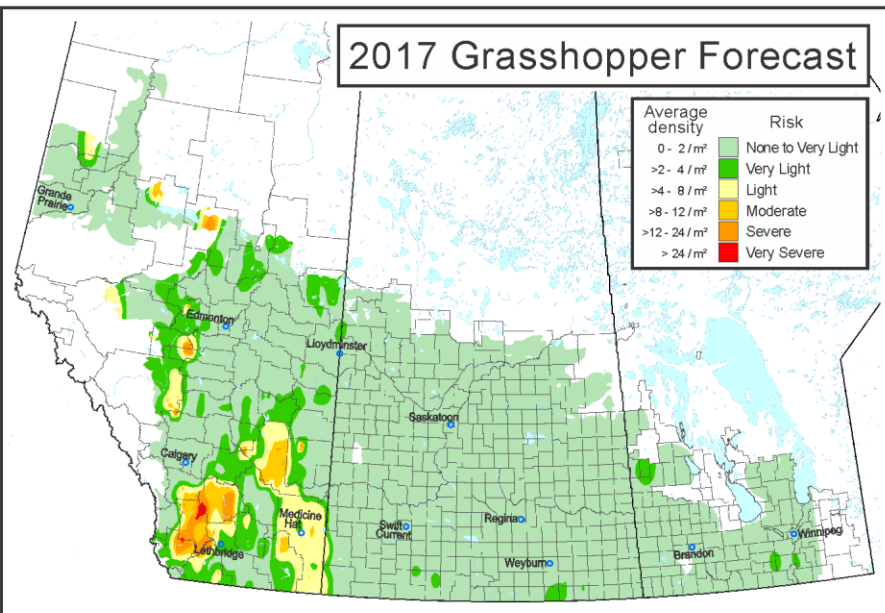 2017 Grasshopper Forecast
Average
density
Risk
0 - 2 / m² None to Very Light
>2 - 4 / m² Very Light
>4 - 8 / m² Light
>8 - 12 / m² Moderate
>12 - 24 / m² Severe
> 24 / m² Very Severe
Grande
Prairie
Edmonton
Lloydminster
Saskatoon
Calgary
Medicine
Hat
Swift
Current
Regina
Winnipeg
Lethbridge
Weyburn
Brandon